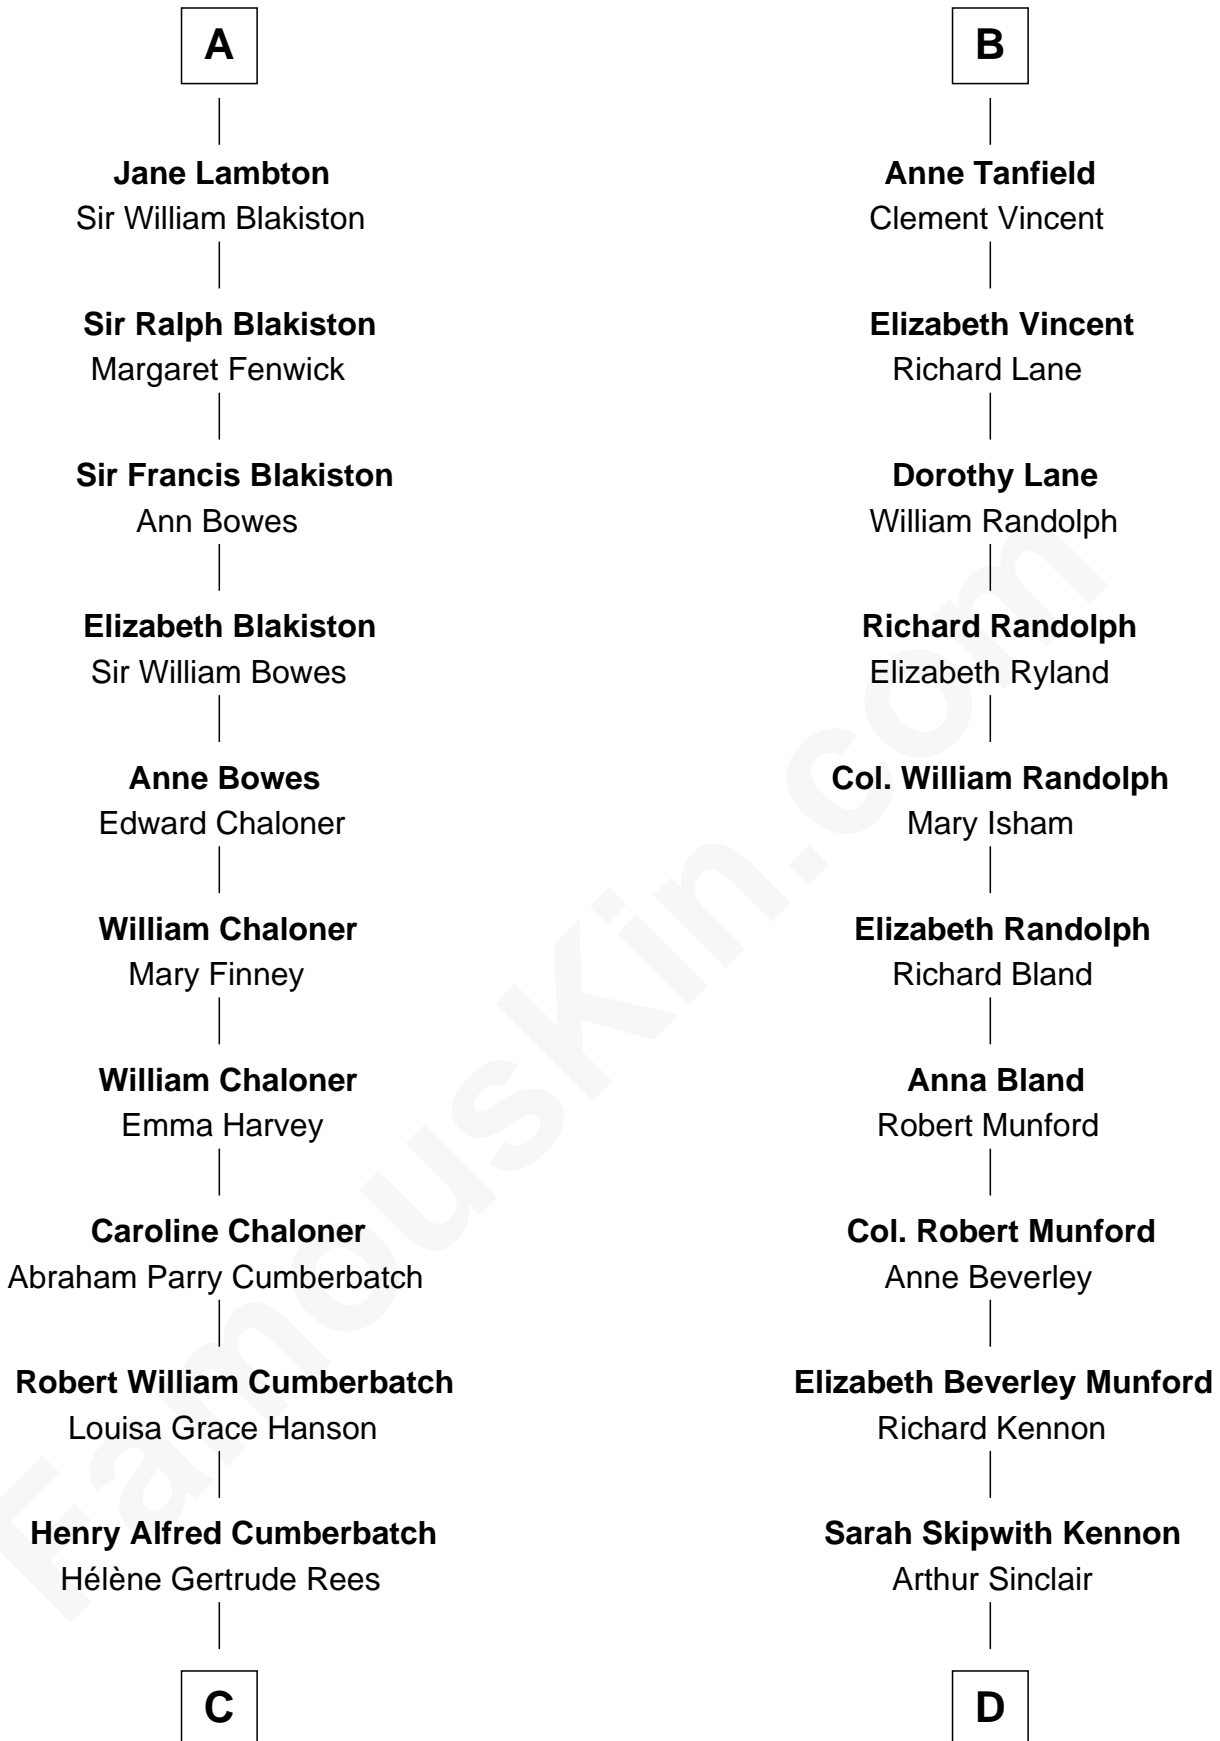 A
Jane Lambton
Sir William Blakiston
Sir Ralph Blakiston
Margaret Fenwick
Sir Francis Blakiston
Ann Bowes
Elizabeth Blakiston
Sir William Bowes
Anne Bowes
Edward Chaloner
William Chaloner
Mary Finney
William Chaloner
Emma Harvey
Caroline Chaloner
Abraham Parry Cumberbatch
Robert William Cumberbatch
Louisa Grace Hanson
Henry Alfred Cumberbatch
Hélène Gertrude Rees
C
B
Anne Tanfield
Clement Vincent
Elizabeth Vincent
Richard Lane
Dorothy Lane
William Randolph
Richard Randolph
Elizabeth Ryland
Col. William Randolph
Mary Isham
Elizabeth Randolph
Richard Bland
Anna Bland
Robert Munford
Col. Robert Munford
Anne Beverley
Elizabeth Beverley Munford
Richard Kennon
Sarah Skipwith Kennon
Arthur Sinclair
D
FamousKin.com